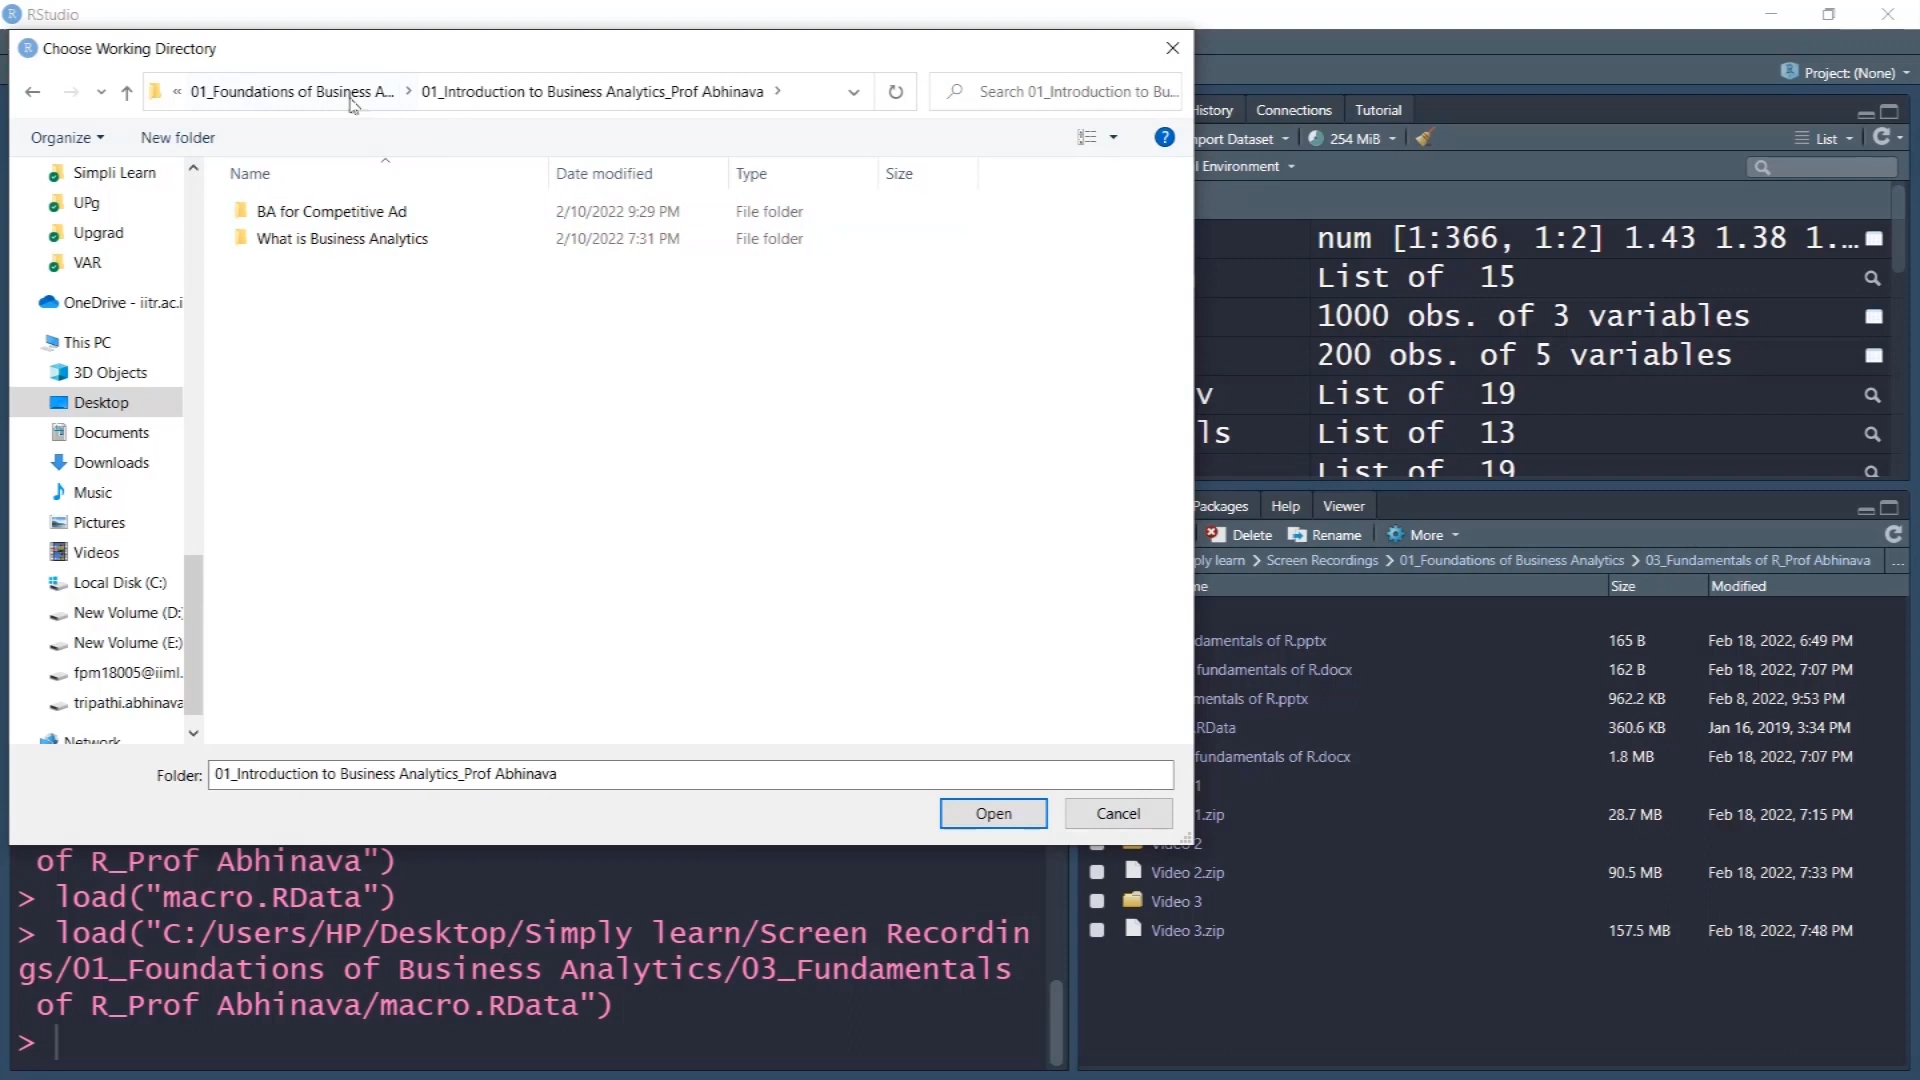 RStudio
Choose Working Directory
« 01_Foundations of Business A... > 01_Introduction to Business Analytics_Prof Abhinava >
Search 01_Introduction to Bu...
Organize
New folder
Name
Date modified
Type
Size
BA for Competitive Ad
2/10/2022 9:29 PM
File folder
What is Business Analytics
2/10/2022 7:31 PM
File folder
Simpli Learn
UPg
Upgrad
VAR
OneDrive - iitr.ac.i
This PC
3D Objects
Desktop
Documents
Downloads
Music
Pictures
Videos
Local Disk (C:)
New Volume (D:
New Volume (E:)
fpm18005@iiml.
tripathi.abhinava
Network
Folder: 01_Introduction to Business Analytics_Prof Abhinava
Open
Cancel
Project: (None)
History
Connections
Tutorial
mport Dataset
254 MiB
List
l Environment
num [1:366, 1:2] 1.43 1.38 1.…
List of 15
1000 obs. of 3 variables
200 obs. of 5 variables
v List of 19
ls List of 13
List of 19
Packages
Help
Viewer
Delete
Rename
More
ply learn > Screen Recordings > 01_Foundations of Business Analytics > 03_Fundamentals of R_Prof Abhinava ...
me
Size
Modified
damentals of R.pptx 165 B Feb 18, 2022, 6:49 PM
fundamentals of R.docx 162 B Feb 18, 2022, 7:07 PM
mentals of R.pptx 962.2 KB Feb 8, 2022, 9:53 PM
.RData 360.6 KB Jan 16, 2019, 3:34 PM
fundamentals of R.docx 1.8 MB Feb 18, 2022, 7:07 PM
1
1.zip 28.7 MB Feb 18, 2022, 7:15 PM
Video 2
Video 2.zip 90.5 MB Feb 18, 2022, 7:33 PM
Video 3
Video 3.zip 157.5 MB Feb 18, 2022, 7:48 PM
of R_Prof Abhinava")
> load("macro.RData")
> load("C:/Users/HP/Desktop/Simply learn/Screen Recordin
gs/01_Foundations of Business Analytics/03_Fundamentals
of R_Prof Abhinava/macro.RData")
>